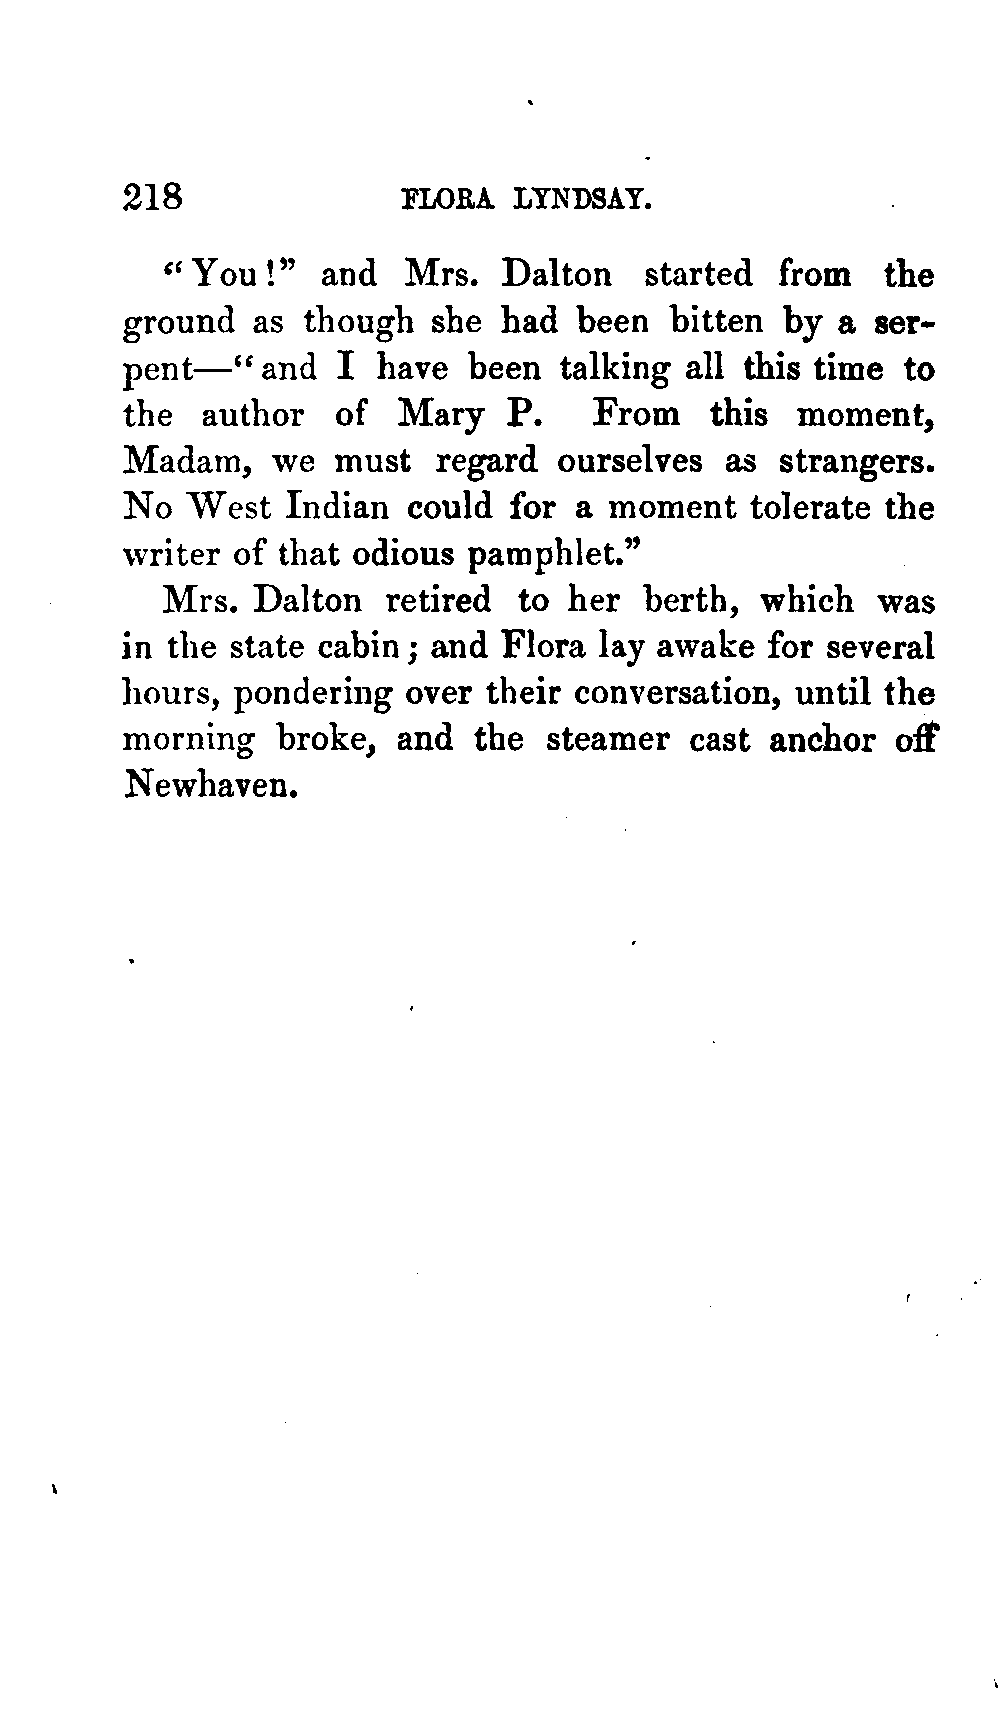 218 FLORA LYNDSAY.
“You!” and Mrs. Dalton started from the
ground as though she had been bitten by a ser-
pent—“and I have been talking all this time to
the author of Mary P. From this moment,
Madam, we must regard ourselves as strangers.
No West Indian could for a moment tolerate the
writer of that odious pamphlet.”
Mrs. Dalton retired to her berth, which was
in the state cabin; and Flora lay awake for several
hours, pondering over their conversation, until the
morning broke, and the steamer cast anchor off
Newhaven.